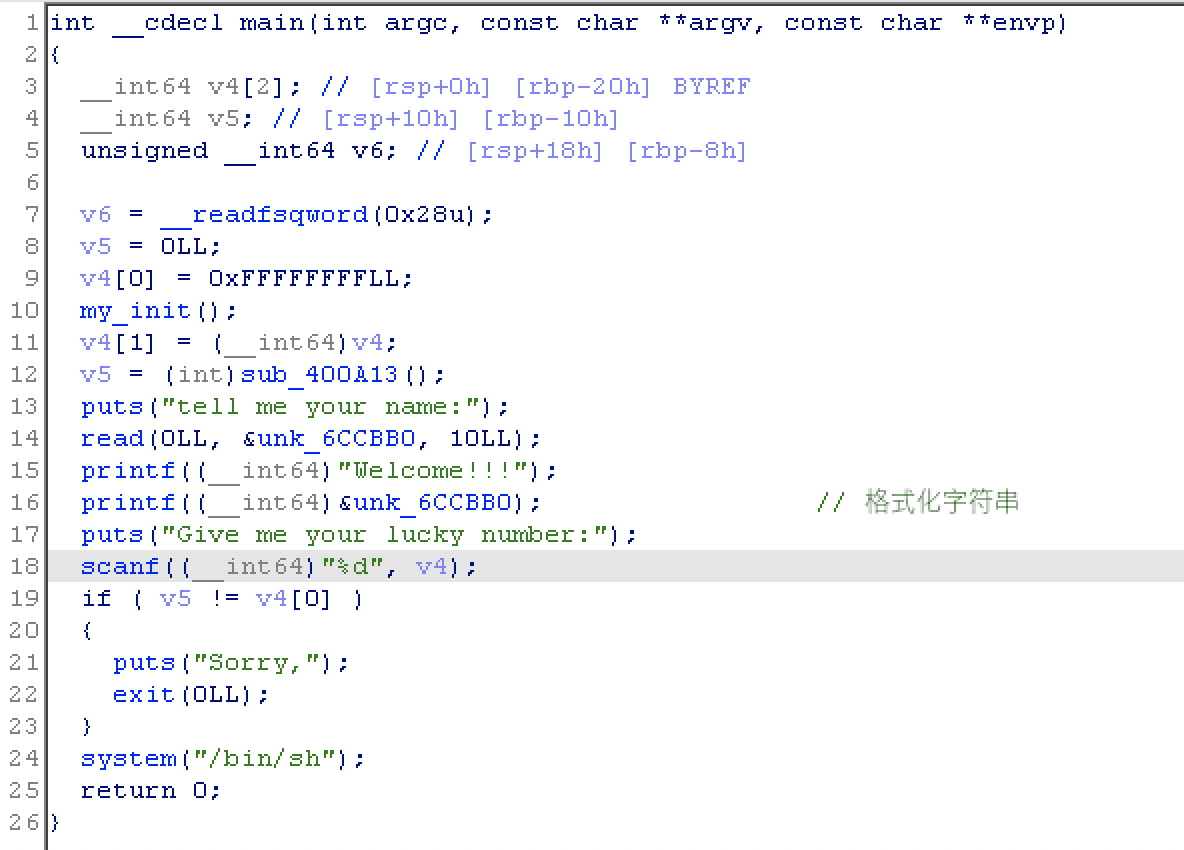 1 int __cdecl main(int argc, const char **argv, const char **envp)
2 {
3   __int64 v4[2]; // [rsp+0h] [rbp-20h] BYREF
4   __int64 v5; // [rsp+10h] [rbp-10h]
5   unsigned __int64 v6; // [rsp+18h] [rbp-8h]
6
7   v6 = __readfsqword(0x28u);
8   v5 = 0LL;
9   v4[0] = 0xFFFFFFFFLL;
10   my_init();
11   v4[1] = (__int64)v4;
12   v5 = (int)sub_400A13();
13   puts("tell me your name:");
14   read(0LL, &unk_6CCBB0, 10LL);
15   printf((__int64)"Welcome!!!");
16   printf((__int64)&unk_6CCBB0);                 // 格式化字符串
17   puts("Give me your lucky number:");
18   scanf((__int64)"%d", v4);
19   if ( v5 != v4[0] )
20   {
21     puts("Sorry,");
22     exit(0LL);
23   }
24   system("/bin/sh");
25   return 0;
26 }